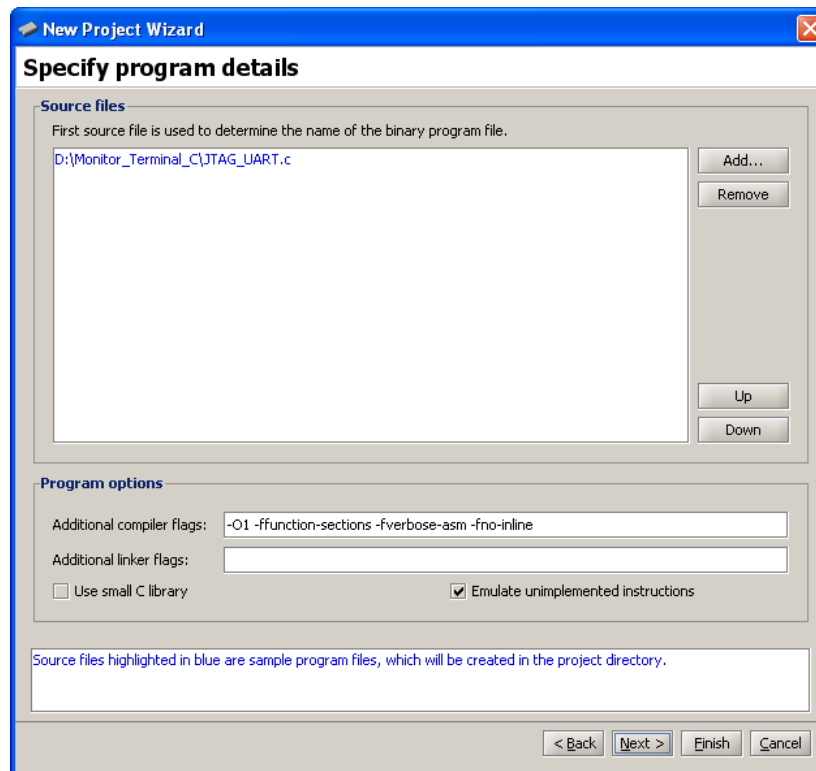 New Project Wizard
Specify program details
Source files
First source file is used to determine the name of the binary program file.
D:\Monitor_Terminal_C\JTAG_UART.c
Add...
Remove
Up
Down
Program options
Additional compiler flags: -O1 -ffunction-sections -fverbose-asm -fno-inline
Additional linker flags:
Use small C library Emulate unimplemented instructions
Source files highlighted in blue are sample program files, which will be created in the project directory.
< Back Next > Finish Cancel